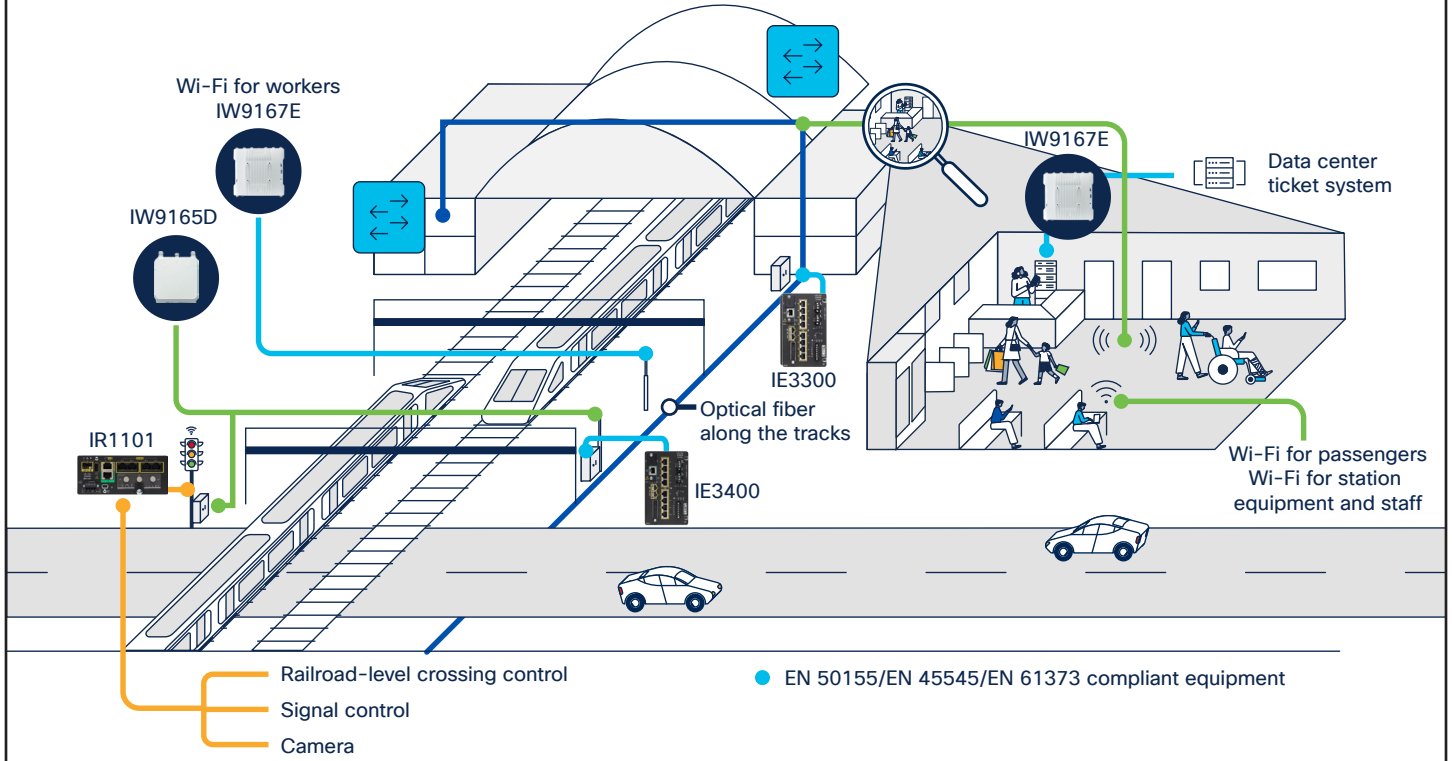 Wi-Fi for workers
IW9167E
IW9165D
IW9167E
Data center
ticket system
IE3300
Optical fiber
along the tracks
IR1101
IE3400
Wi-Fi for passengers
Wi-Fi for station
equipment and staff
Railroad-level crossing control
Signal control
Camera
EN 50155/EN 45545/EN 61373 compliant equipment